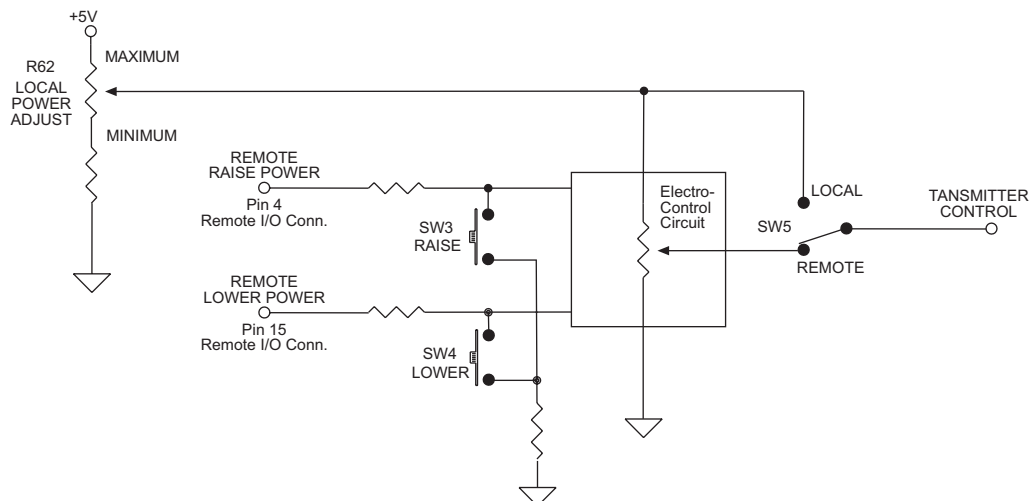 +5V
R62
LOCAL
POWER
ADJUST
MAXIMUM
MINIMUM
REMOTE
RAISE POWER
Pin 4
Remote I/O Conn.
SW3
RAISE
REMOTE
LOWER POWER
Pin 15
Remote I/O Conn.
SW4
LOWER
Electro-
Control
Circuit
LOCAL
SW5
REMOTE
TANSMITTER
CONTROL